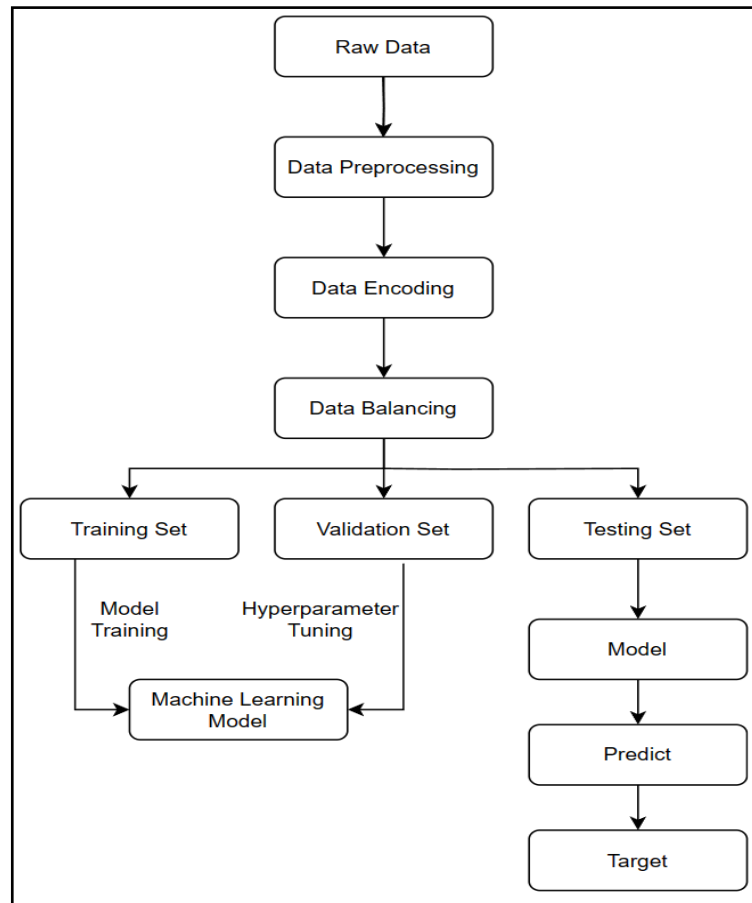 Raw Data
Data Preprocessing
Data Encoding
Data Balancing
Training Set
Validation Set
Testing Set
Model
Training
Hyperparameter
Tuning
Machine Learning
Model
Model
Predict
Target